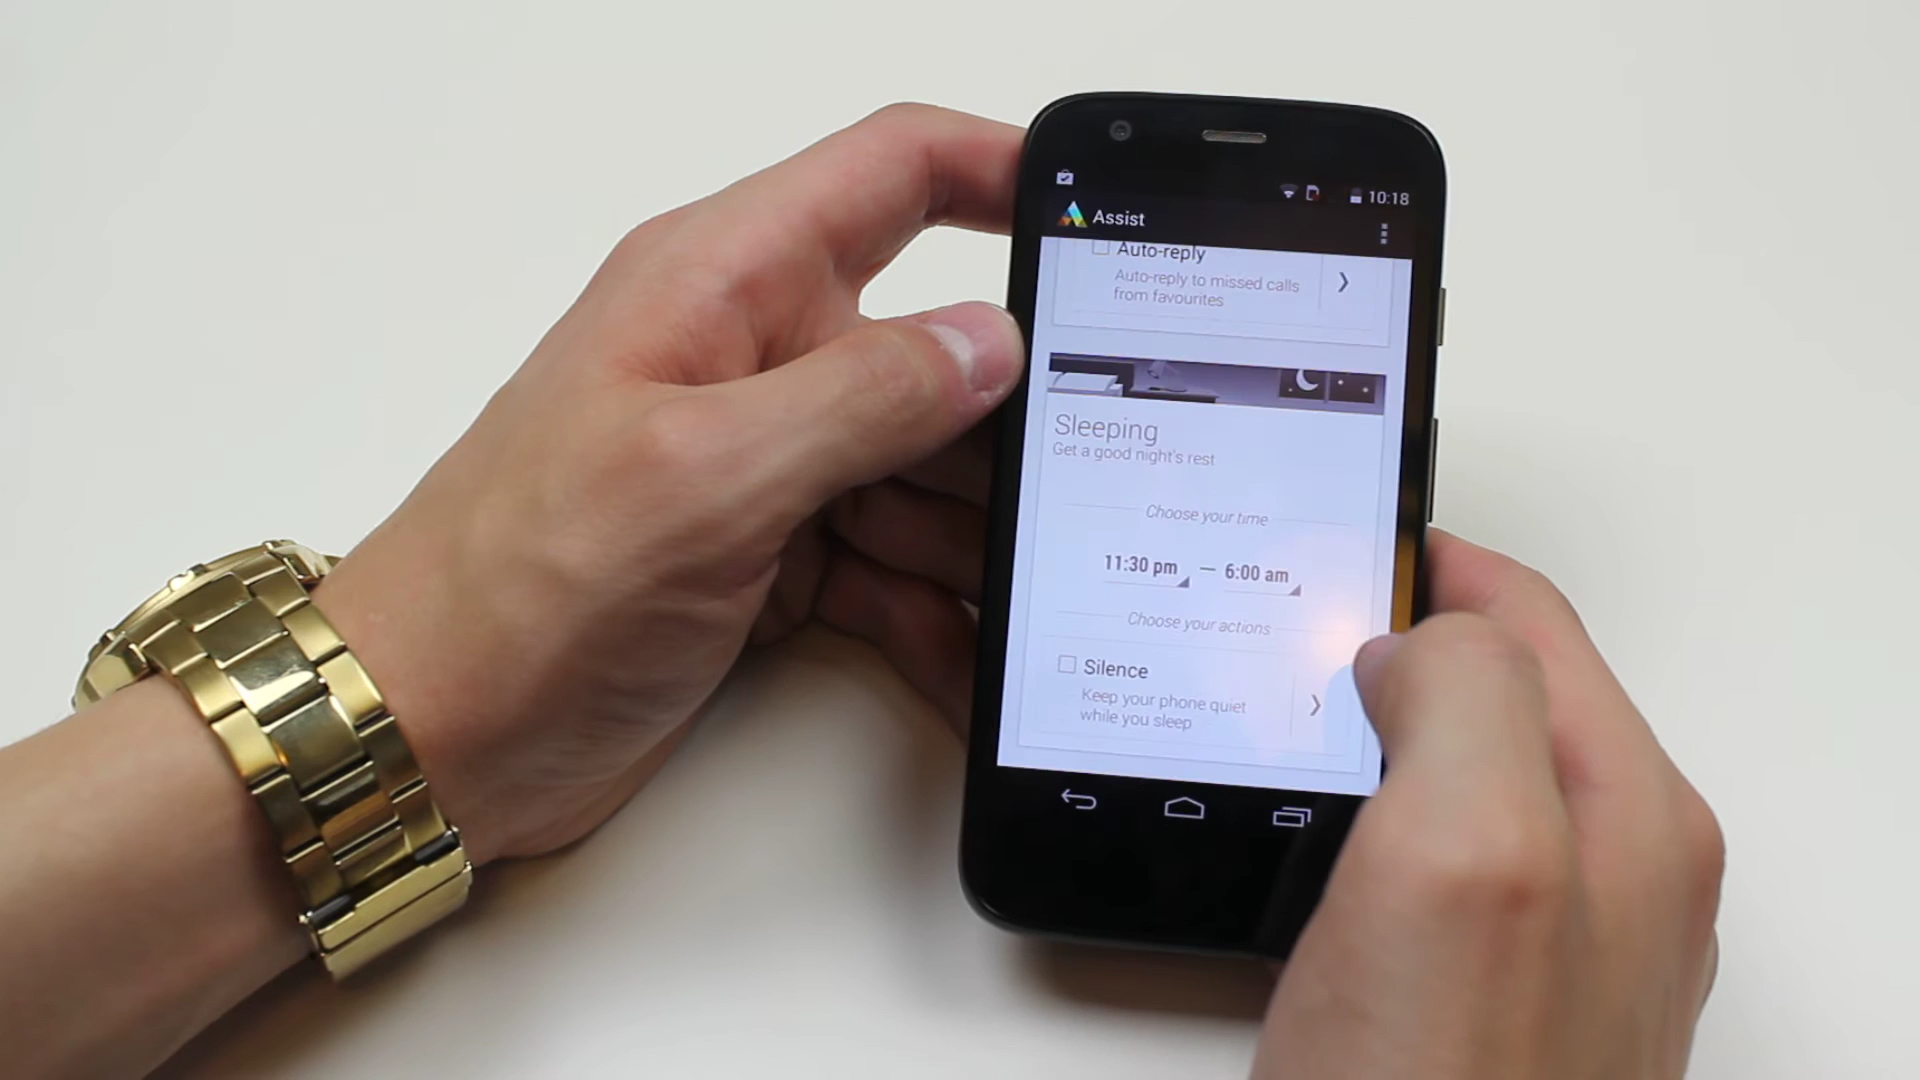 10:18
Assist
Auto-reply
Auto-reply to missed calls
from favourites
Sleeping
Get a good night's rest
Choose your time
11:30 pm — 6:00 am
Choose your actions
Silence
Keep your phone quiet
while you sleep